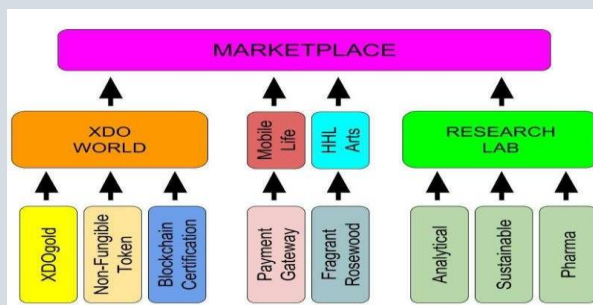 MARKETPLACE
XDO
WORLD
Mobile
Life
HHL
Arts
RESEARCH
LAB
XDOgold
Non-Fungible
Token
Blockchain
Certification
Payment
Gateway
Fragrant
Rosewood
Analytical
Sustainable
Pharma